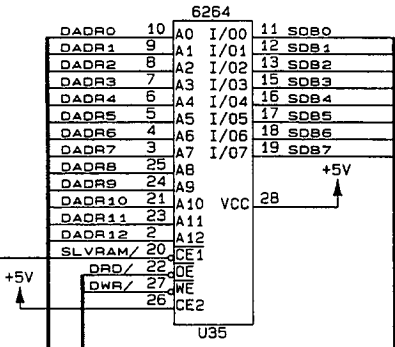 6264
DADR0 10 A0 I/O0 11 SDB0
DADR1 9 A1 I/O1 12 SDB1
DADR2 8 A2 I/O2 13 SDB2
DADR3 7 A3 I/O3 15 SDB3
DADR4 6 A4 I/O4 16 SDB4
DADR5 5 A5 I/O5 17 SDB5
DADR6 4 A6 I/O6 18 SDB6
DADR7 3 A7 I/O7 19 SDB7
DADR8 25 A8 +5V
DADR9 24 A9
DADR10 21 A10 VCC 28
DADR11 23 A11
DADR12 2 A12
SLVRAM/ 20 CE1
+5V DRD/ 22 OE
DWR/ 27 WE
26 CE2
U35